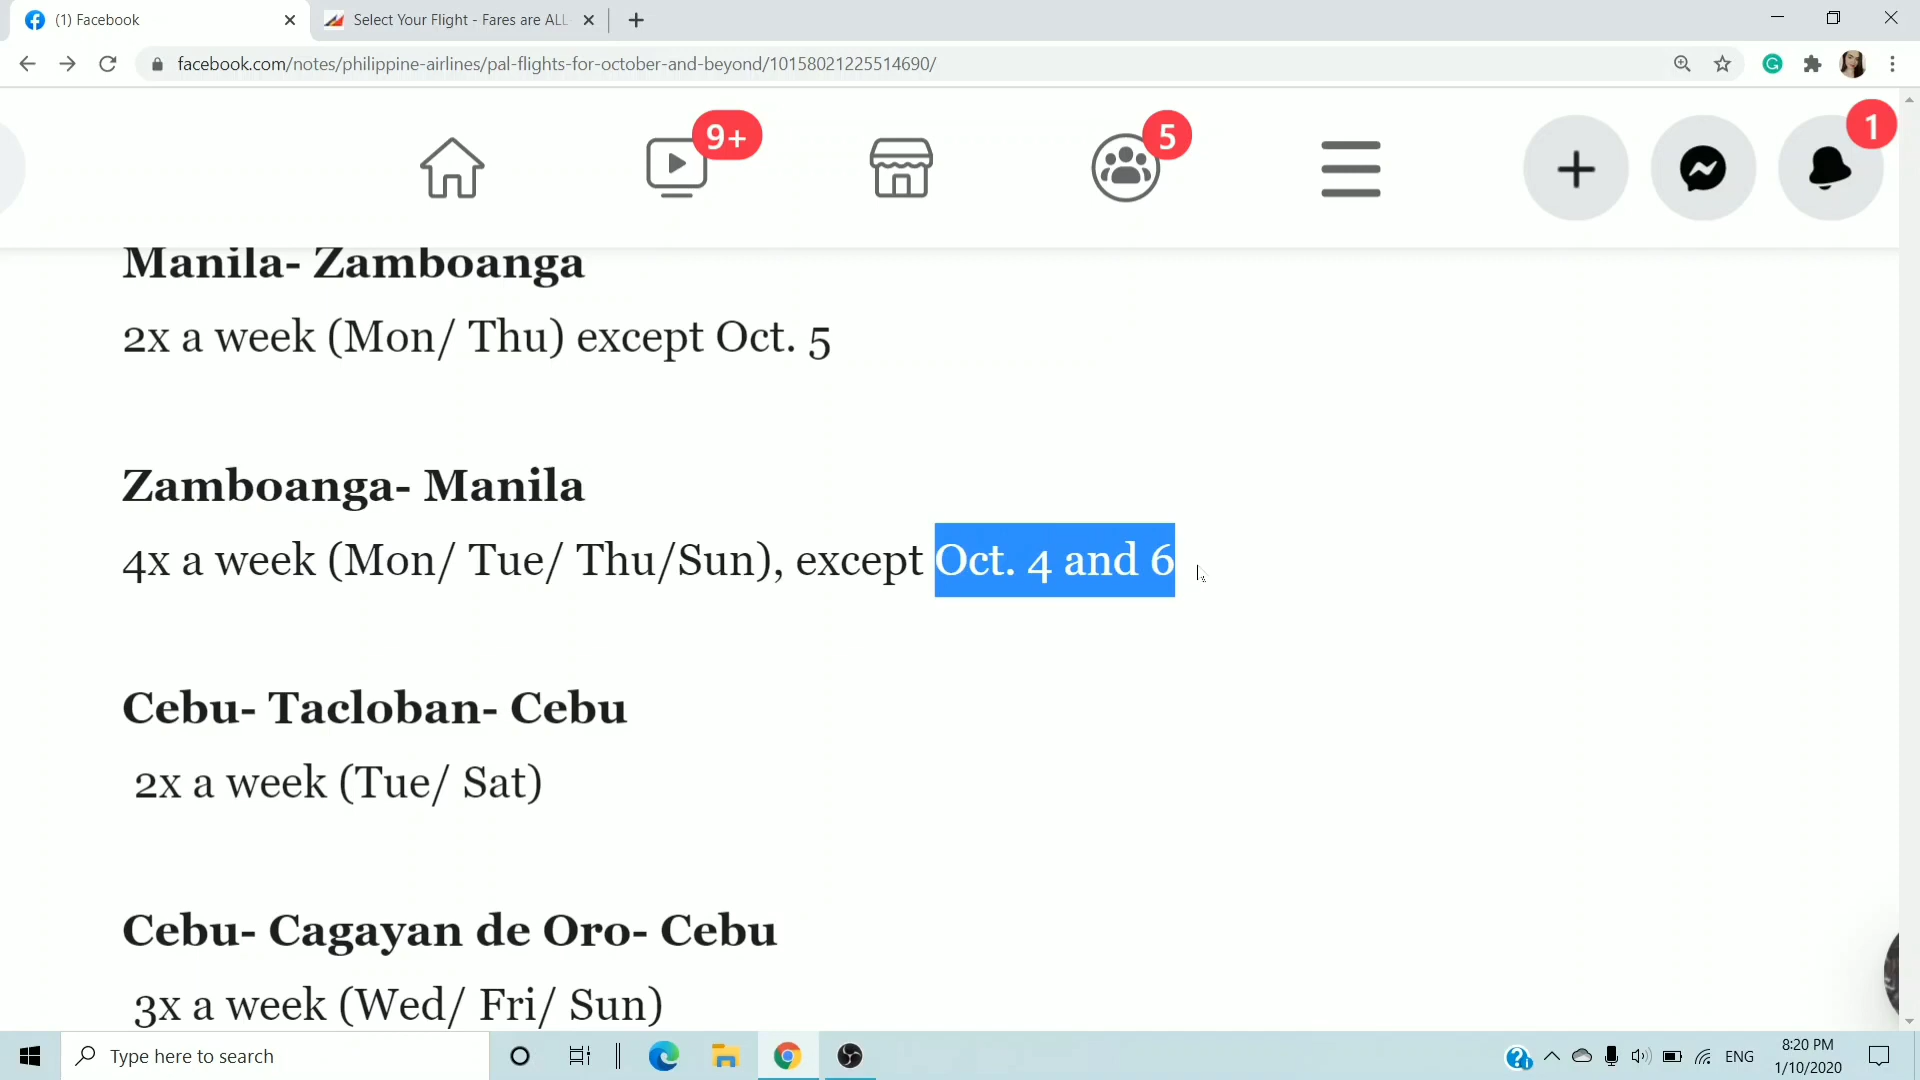 (1) Facebook
Select Your Flight - Fares are ALL
facebook.com/notes/philippine-airlines/pal-flights-for-october-and-beyond/10158021225514690/
9+
5
1
Manila- Zamboanga
2x a week (Mon/ Thu) except Oct. 5
Zamboanga- Manila
4x a week (Mon/ Tue/ Thu/Sun), except Oct. 4 and 6
Cebu- Tacloban- Cebu
2x a week (Tue/ Sat)
Cebu- Cagayan de Oro- Cebu
3x a week (Wed/ Fri/ Sun)
Type here to search
ENG
8:20 PM
1/10/2020